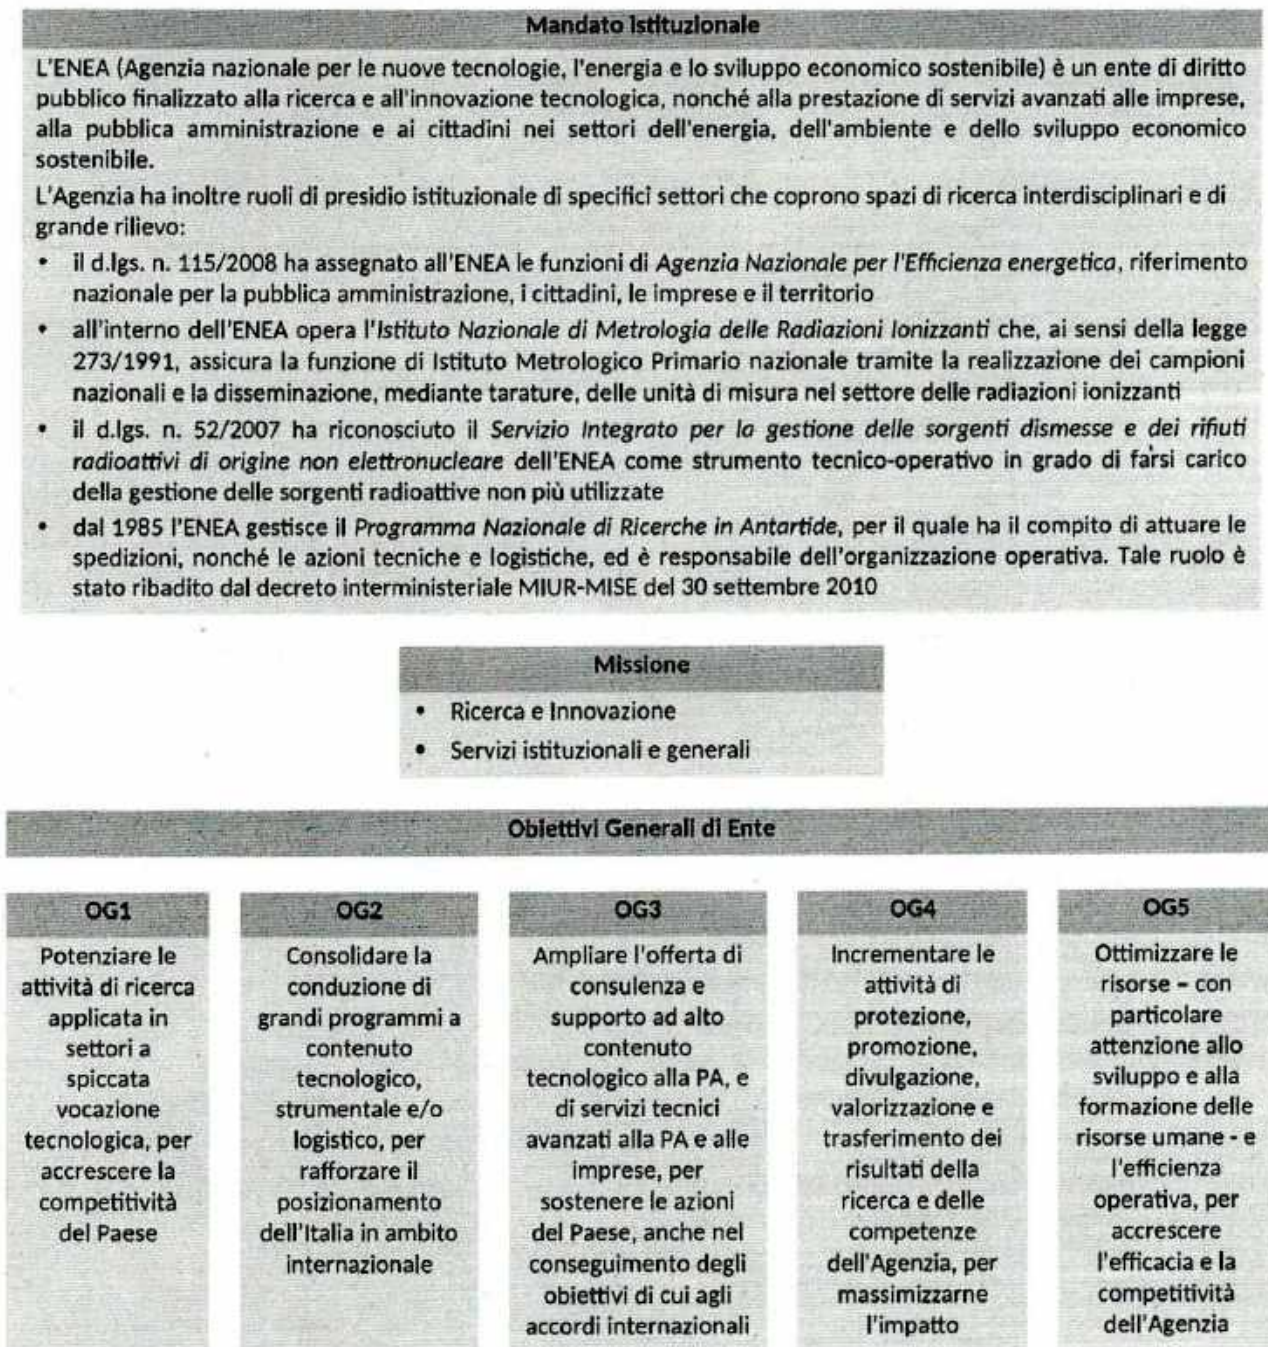 Mandato Istituzionale
L'ENEA (Agenzia nazionale per le nuove tecnologie, l'energia e lo sviluppo economico sostenibile) è un ente di diritto
pubblico finalizzato alla ricerca e all'innovazione tecnologica, nonché alla prestazione di servizi avanzati alle imprese,
alla pubblica amministrazione e ai cittadini nei settori dell'energia, dell'ambiente e dello sviluppo economico
sostenibile.
L'Agenzia ha inoltre ruoli di presidio istituzionale di specifici settori che coprono spazi di ricerca interdisciplinari e di
grande rilievo:
• il d.lgs. n. 115/2008 ha assegnato all'ENEA le funzioni di Agenzia Nazionale per l'Efficienza energetica, riferimento
nazionale per la pubblica amministrazione, i cittadini, le imprese e il territorio
• all'interno dell'ENEA opera l'Istituto Nazionale di Metrologia delle Radiazioni Ionizzanti che, ai sensi della legge
273/1991, assicura la funzione di Istituto Metrologico Primario nazionale tramite la realizzazione dei campioni
nazionali e la disseminazione, mediante tarature, delle unità di misura nel settore delle radiazioni ionizzanti
• il d.lgs. n. 52/2007 ha riconosciuto il Servizio Integrato per la gestione delle sorgenti dismesse e dei rifiuti
radioattivi di origine non elettronucleare dell'ENEA come strumento tecnico-operativo in grado di farsi carico
della gestione delle sorgenti radioattive non più utilizzate
• dal 1985 l'ENEA gestisce il Programma Nazionale di Ricerche in Antartide, per il quale ha il compito di attuare le
spedizioni, nonché le azioni tecniche e logistiche, ed è responsabile dell'organizzazione operativa. Tale ruolo è
stato ribadito dal decreto interministeriale MIUR-MISE del 30 settembre 2010
Missione
• Ricerca e Innovazione
• Servizi istituzionali e generali
Obiettivi Generali di Ente
OG1
Potenziare le
attività di ricerca
applicata in
settori a
spiccata
vocazione
tecnologica, per
accrescere la
competitività
del Paese
OG2
Consolidare la
conduzione di
grandi programmi a
contenuto
tecnologico,
strumentale e/o
logistico, per
rafforzare il
posizionamento
dell'Italia in ambito
internazionale
OG3
Ampliare l'offerta di
consulenza e
supporto ad alto
contenuto
tecnologico alla PA, e
di servizi tecnici
avanzati alla PA e alle
imprese, per
sostenere le azioni
del Paese, anche nel
conseguimento degli
obiettivi di cui agli
accordi internazionali
OG4
Incrementare le
attività di
protezione,
promozione,
divulgazione,
valorizzazione e
trasferimento dei
risultati della
ricerca e delle
competenze
dell'Agenzia, per
massimizzarne
l'impatto
OG5
Ottimizzare le
risorse – con
particolare
attenzione allo
sviluppo e alla
formazione delle
risorse umane - e
l'efficienza
operativa, per
accrescere
l'efficacia e la
competitività
dell'Agenzia